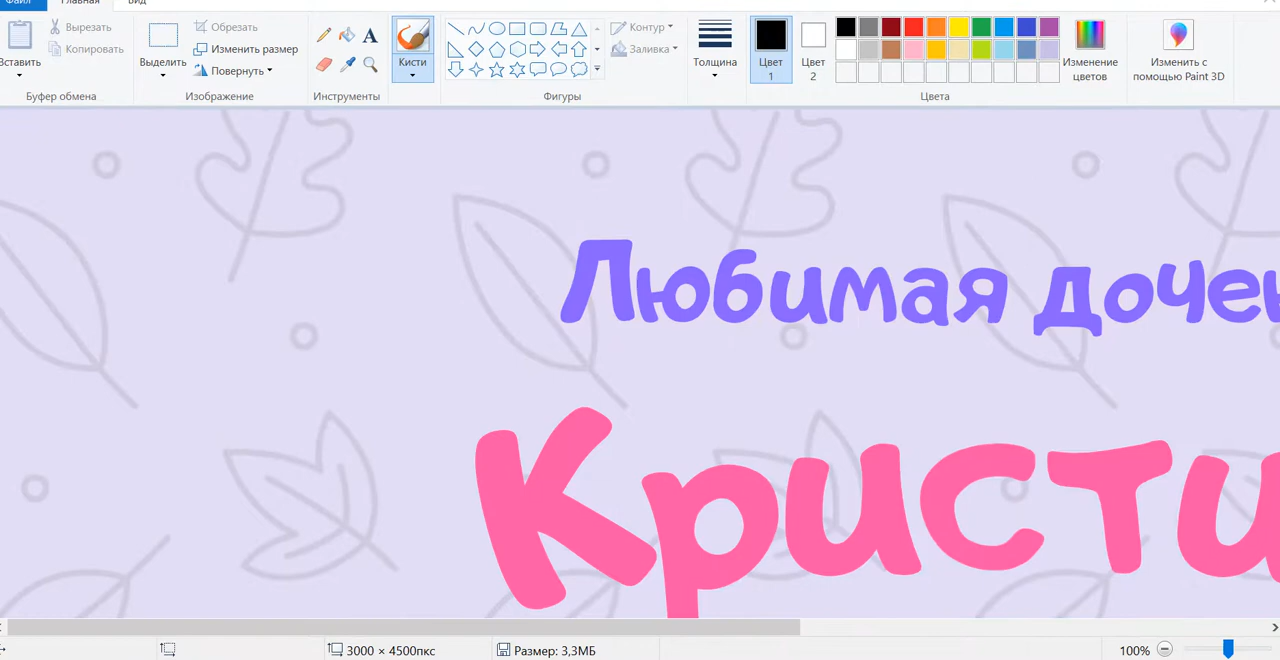 Файл Главная Вид
Вставить
Вырезать
Копировать
Буфер обмена
Выделить
Обрезать
Изменить размер
Повернуть
Изображение
A
Инструменты
Кисти
Контур
Заливка
Фигуры
Толщина
Цвет 1
Цвет 2
Изменение цветов
Цвета
Изменить с помощью Paint 3D
Любимая дочен
Кристи
3000 × 4500пкс
Размер: 3,3МБ
100%